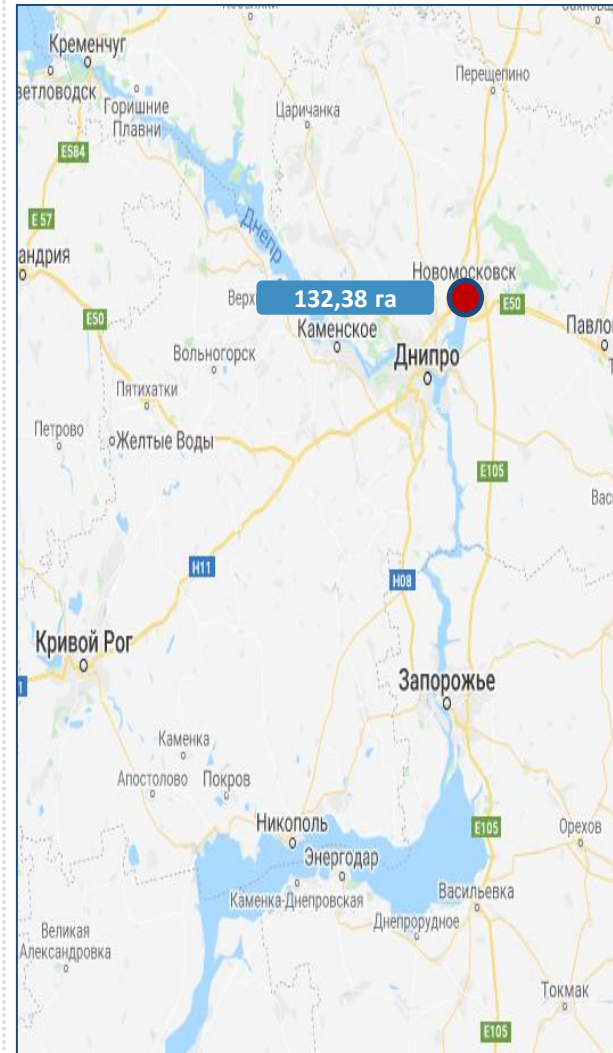 Кременчуг
ветловодск
Горишние
Плавни
Перещепино
Царичанка
E584
E 57
Днепр
андрия
Новомосковск
Верх
132,38 га
E50
E50
Каменское
Павло
Вольногорск
Днипро
Пятихатки
Петрово
Желтые Воды
E105
Вас
H11
H08
Кривой Рог
Запорожье
1
Каменка
Апостолово
Покров
Никополь
E105
Орехов
Энергодар
Каменка-Днепровская
Васильевка
Днепрорудное
Великая
Александровка
Токмак
E105